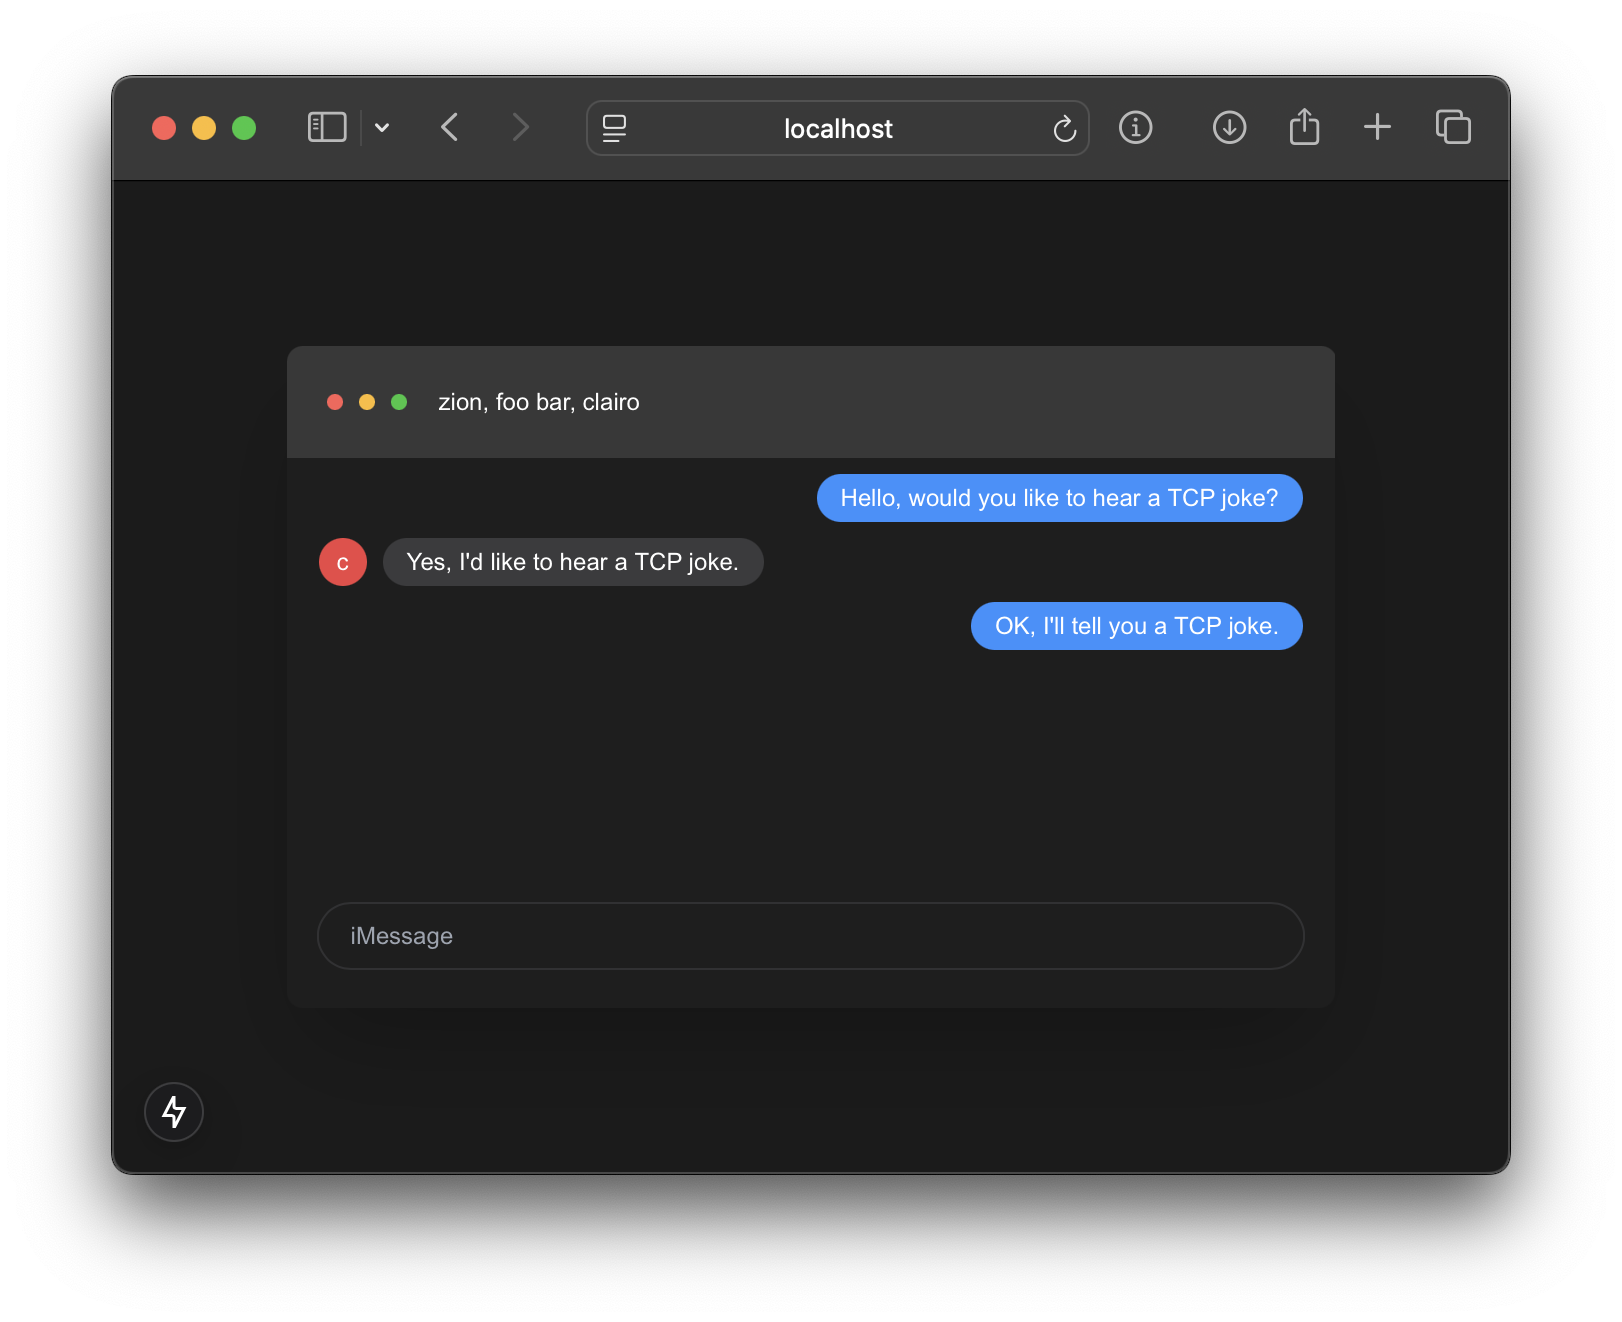 localhost
zion, foo bar, clairo
Hello, would you like to hear a TCP joke?
c
Yes, I'd like to hear a TCP joke.
OK, I'll tell you a TCP joke.
iMessage